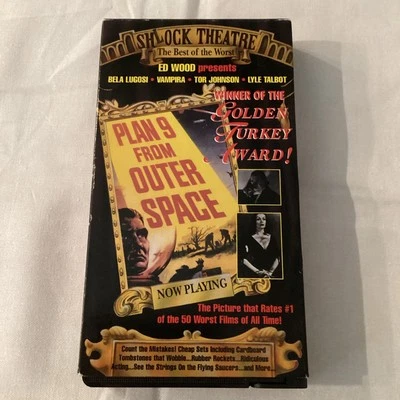 SHLOCK THEATRE
The Best of the Worst
ED WOOD presents
BELA LUGOSI • VAMPIRA • TOR JOHNSON • LYLE TALBOT
WINNER OF THE
GOLDEN
TURKEY
AWARD!
PLAN 9
FROM
OUTER
SPACE
NOW PLAYING
The Picture that Rates #1
of the 50 Worst Films of All Time!
Count the Mistakes! Cheap Sets Including Cardboard
Tombstones that Wobble...Rubber Rockets...Ridiculous
Acting...See the Strings On the Flying Saucers...and More...